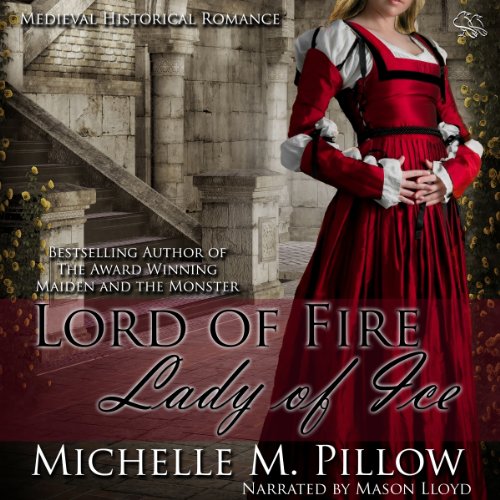 Medieval Historical Romance
Bestselling Author of
The Award Winning
Maiden and the Monster
Lord of Fire
Lady of Ice
Michelle M. Pillow
Narrated by Mason Lloyd